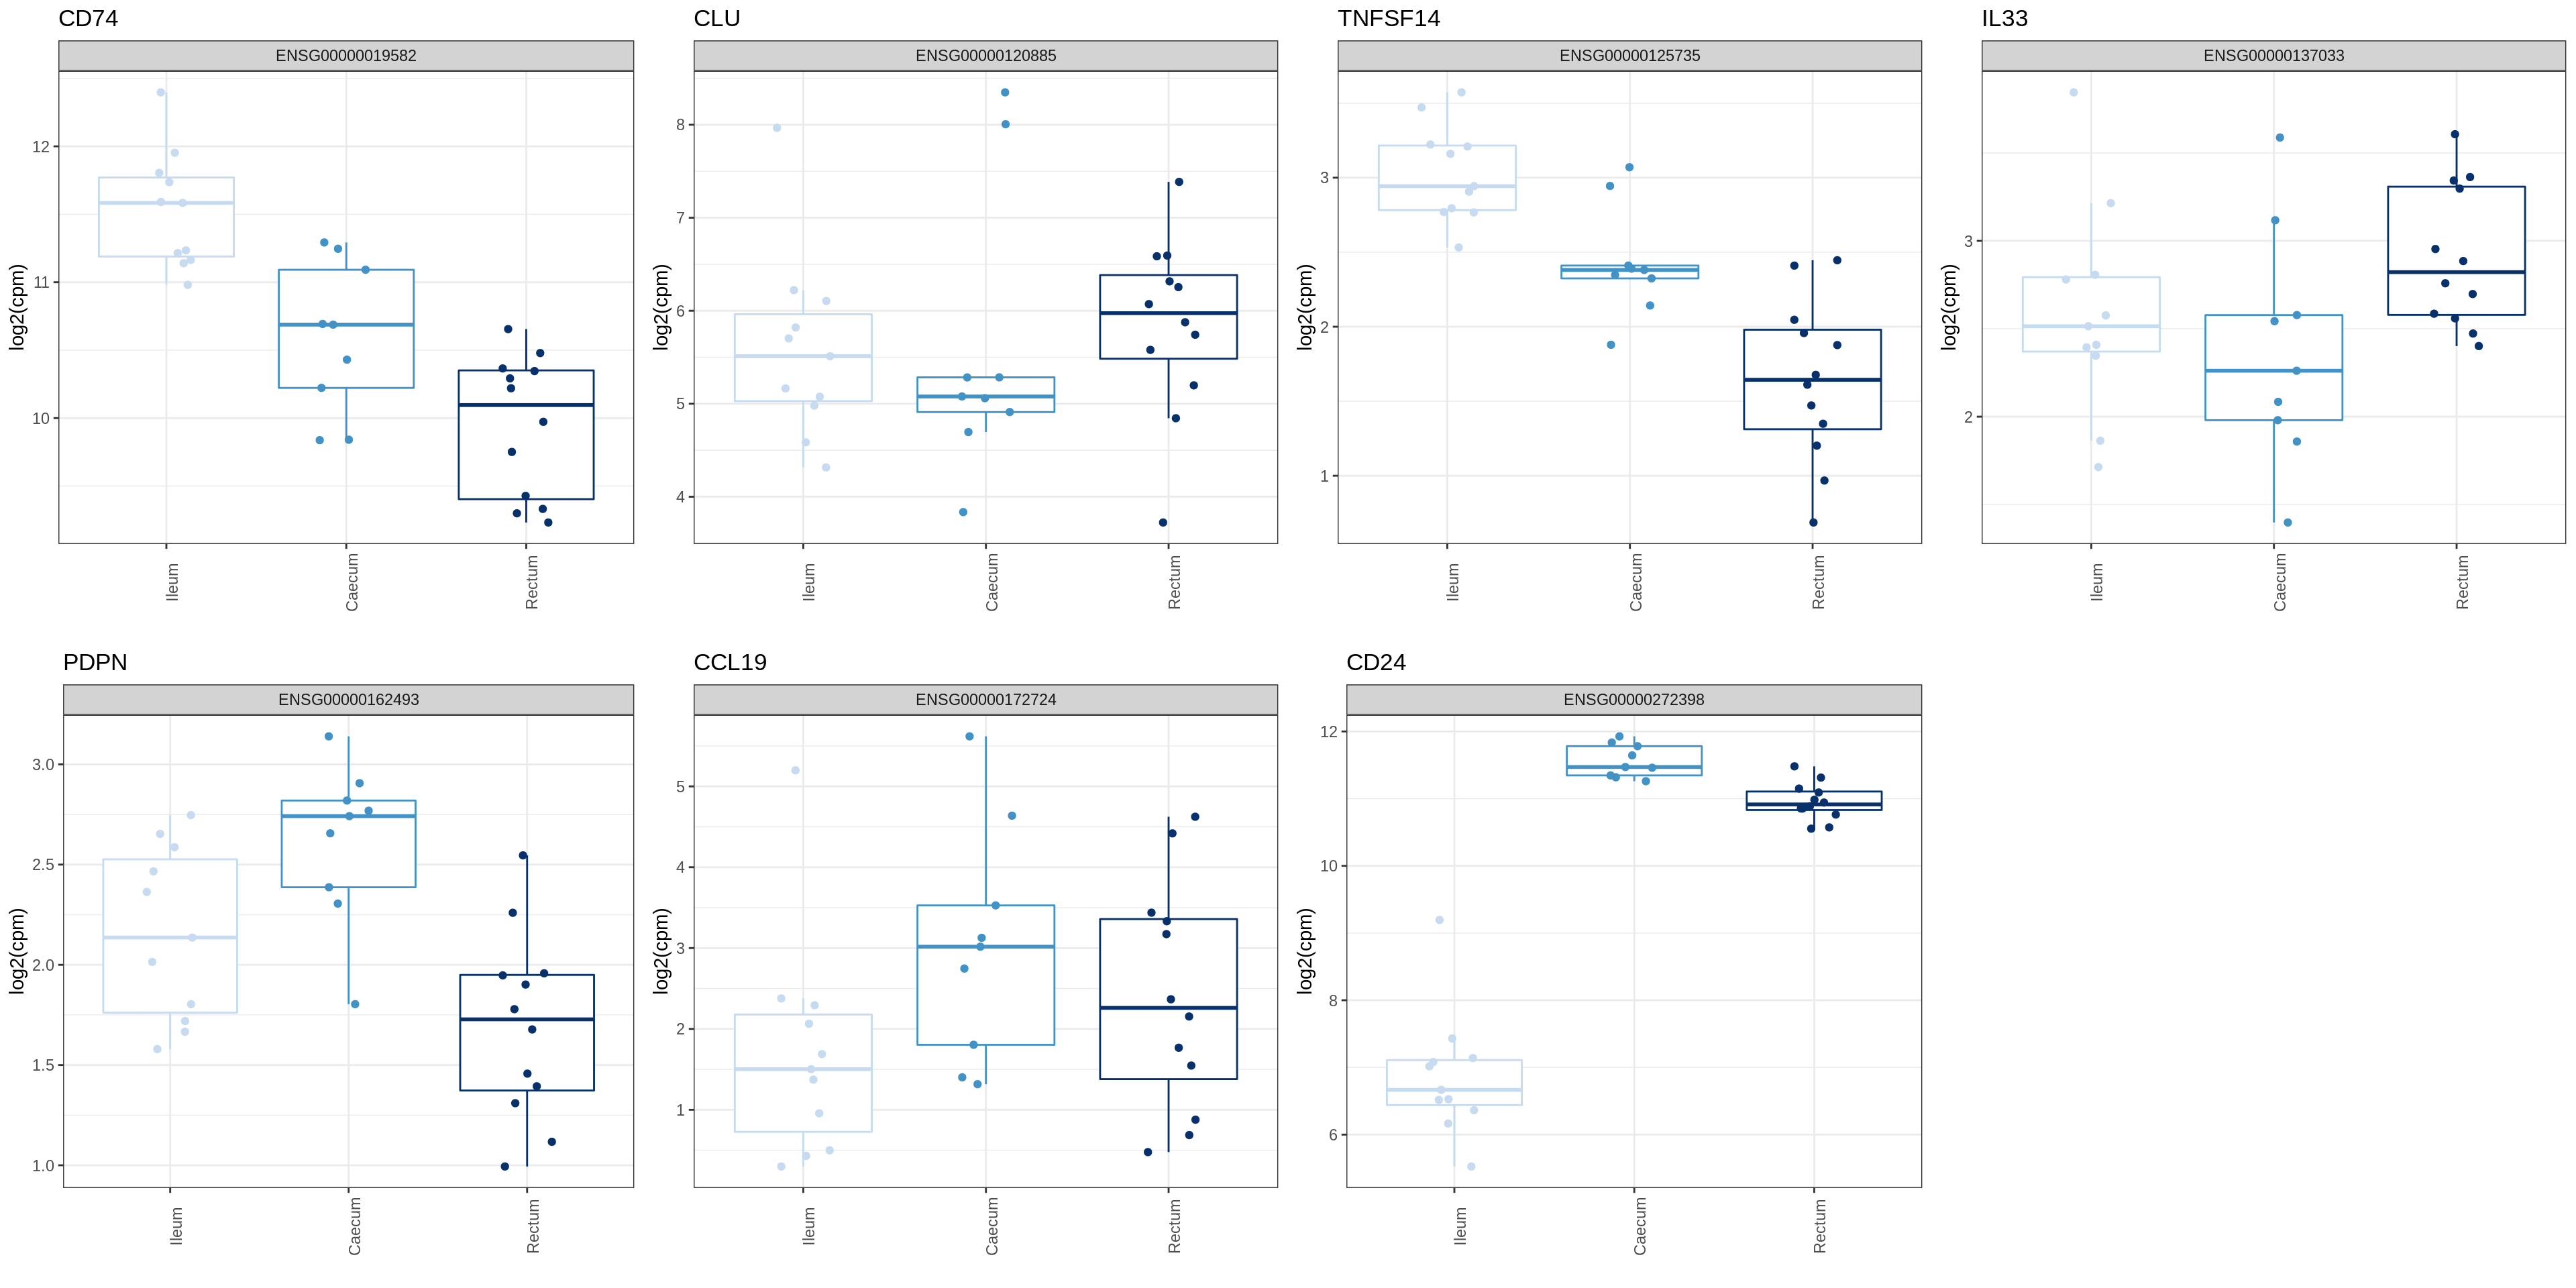 CD74
ENSG00000019582
log2(cpm)
12
11
10
Ileum
Caecum
Rectum
CLU
ENSG00000120885
log2(cpm)
8
7
6
5
4
Ileum
Caecum
Rectum
TNFSF14
ENSG00000125735
log2(cpm)
3
2
1
Ileum
Caecum
Rectum
IL33
ENSG00000137033
log2(cpm)
3
2
Ileum
Caecum
Rectum
PDPN
ENSG00000162493
log2(cpm)
3.0
2.5
2.0
1.5
1.0
Ileum
Caecum
Rectum
CCL19
ENSG00000172724
log2(cpm)
5
4
3
2
1
Ileum
Caecum
Rectum
CD24
ENSG00000272398
log2(cpm)
12
10
8
6
Ileum
Caecum
Rectum